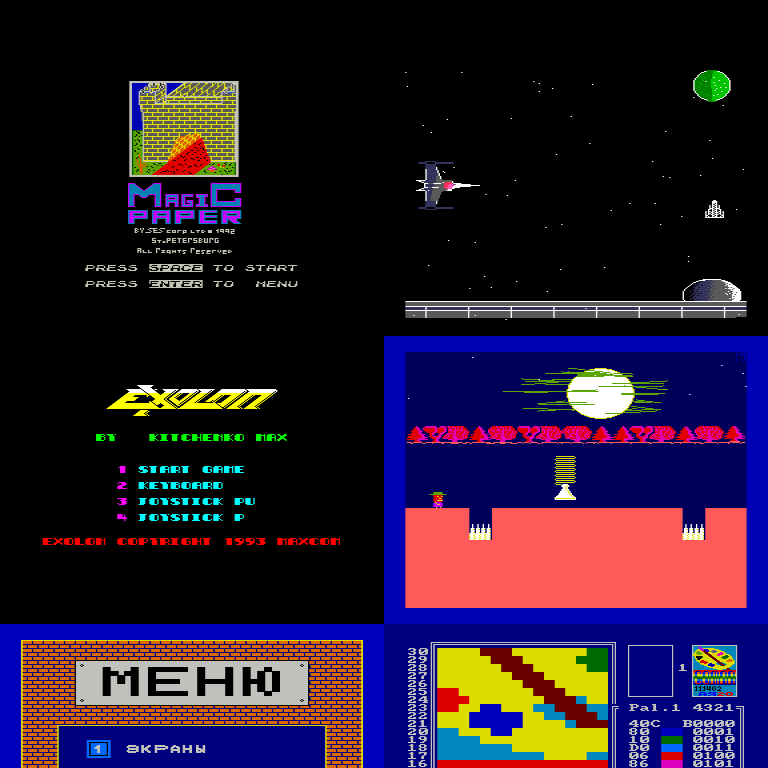 MAGIC
PAPER
BY SES CORP LTD © 1992
ST.PETERSBURG
ALL RIGHTS RESERVED
PRESS SPACE TO START
PRESS ENTER TO MENU
EXOLON
BY KITCHENKO MAX
1 START GAME
2 KEYBOARD
3 JOYSTICK PU
4 JOYSTICK P
EXOLON COPYRIGHT 1993 MAXCOM
МЕНЮ
1 ЭКРАНЫ
30
29
28
27
26
25
24
23
22
21
20
19
18
17
16
1
111402
Pal.1 4321
40C B0000
80 0001
10 0010
D0 0011
06 0100
86 0101